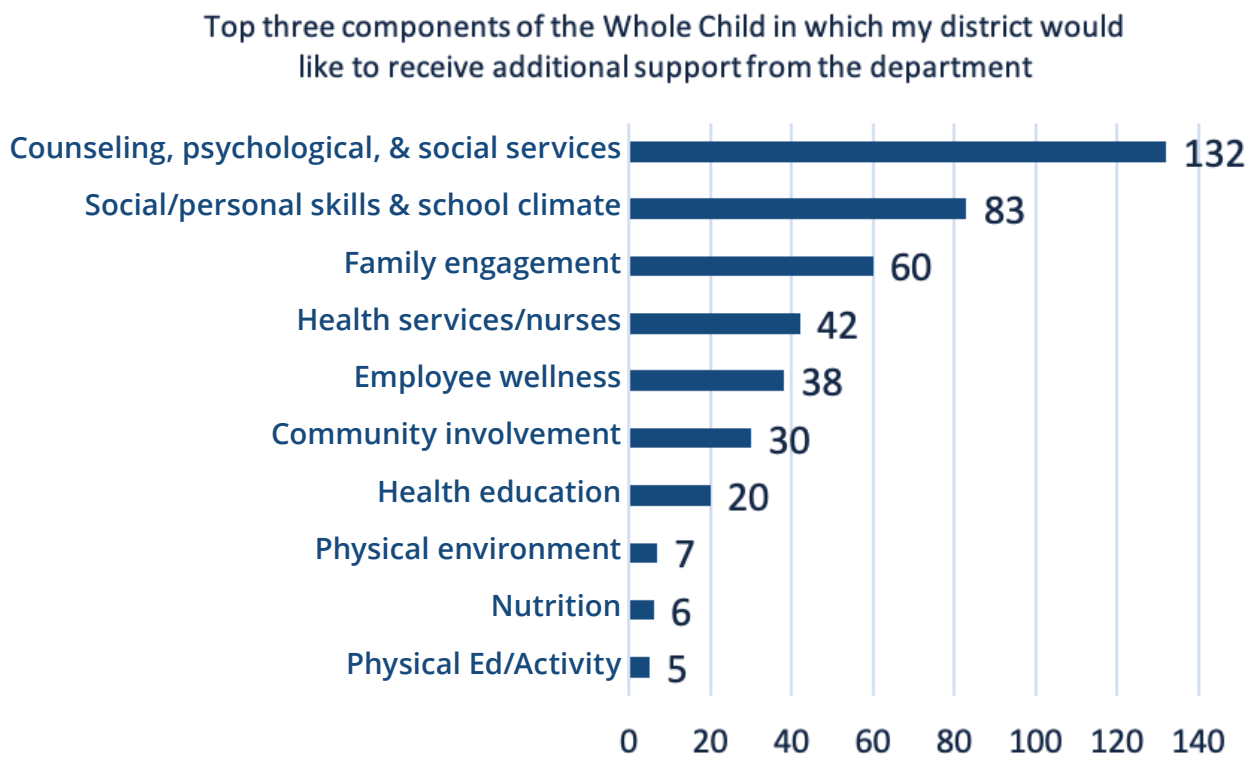 Top three components of the Whole Child in which my district would
like to receive additional support from the department
Counseling, psychological, & social services 132
Social/personal skills & school climate 83
Family engagement 60
Health services/nurses 42
Employee wellness 38
Community involvement 30
Health education 20
Physical environment 7
Nutrition 6
Physical Ed/Activity 5
0 20 40 60 80 100 120 140